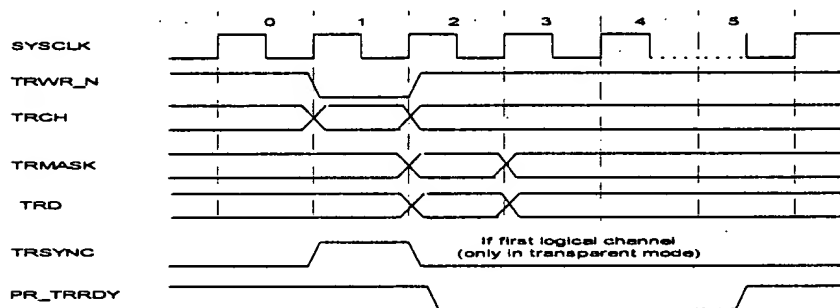 0 1 2 3 4 5
SYSCLK
TRWR_N
TRCH
TRMASK
TRD
TRSYNC
If first logical channel
(only in transparent mode)
PR_TRRDY